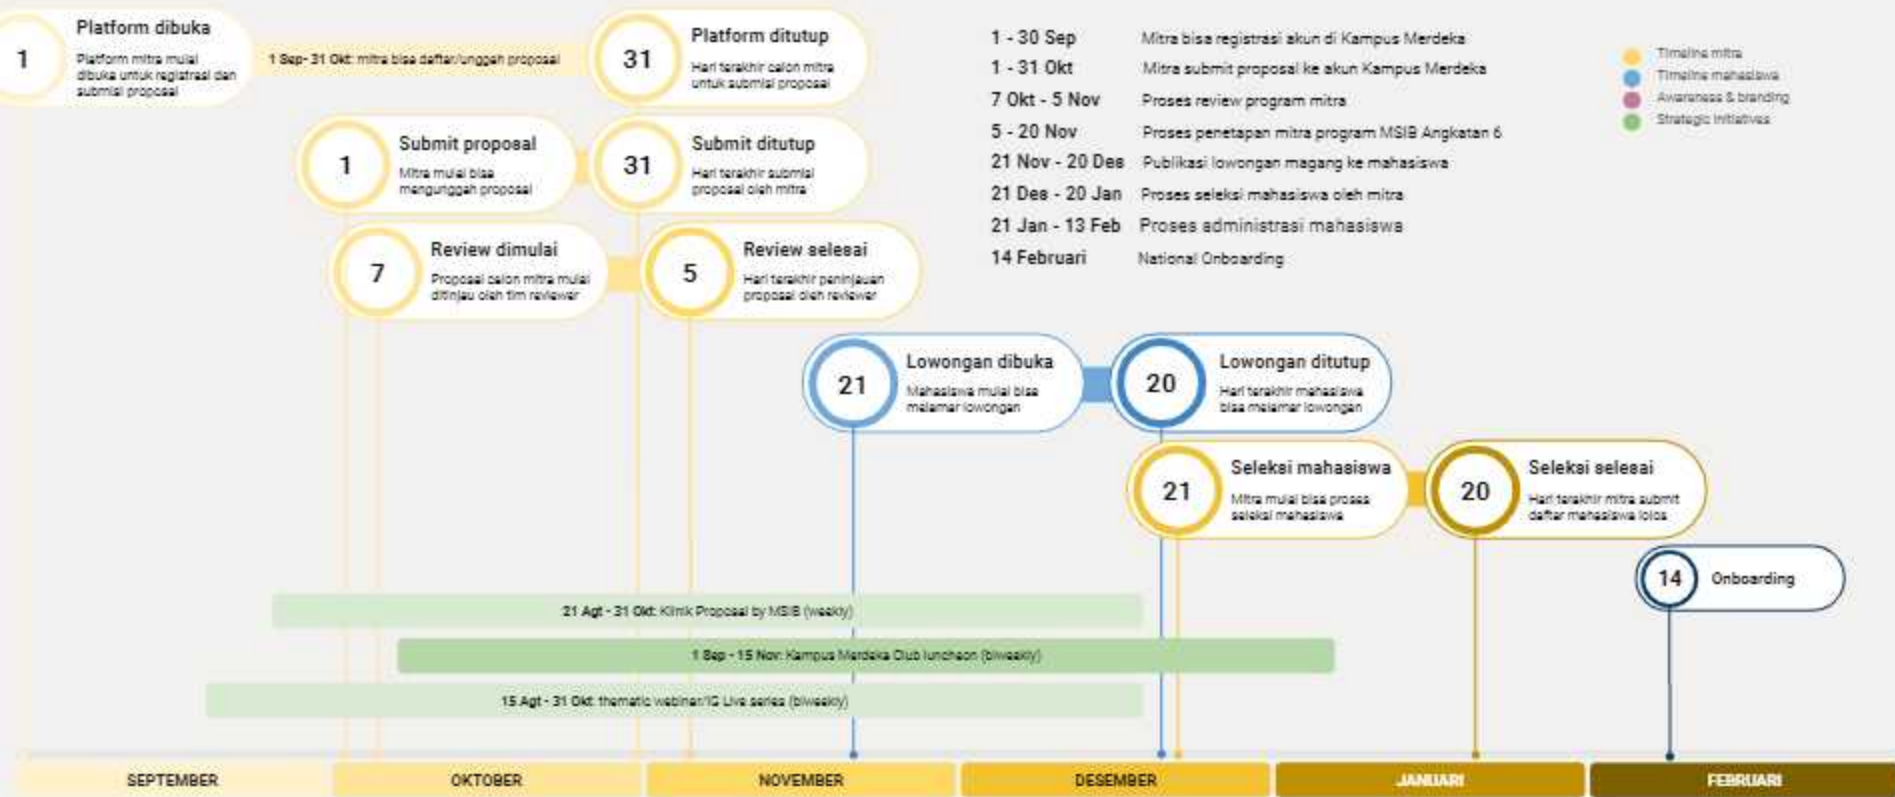 1
Platform dibuka
Platform mitra mulai
dibuka untuk registrasi dan
submisi proposal
1 Sep- 31 Okt: mitra bisa daftar/unggah proposal
31
Platform ditutup
Hari terakhir calon mitra
untuk submisi proposal
1
Submit proposal
Mitra mulai bisa
mengunggah proposal
31
Submit ditutup
Hari terakhir submisi
proposal oleh mitra
7
Review dimulai
Proposal calon mitra mulai
ditinjau oleh tim reviewer
5
Review selesai
Hari terakhir peninjauan
proposal oleh reviewer
1 - 30 Sep Mitra bisa registrasi akun di Kampus Merdeka
1 - 31 Okt Mitra submit proposal ke akun Kampus Merdeka
7 Okt - 5 Nov Proses review program mitra
5 - 20 Nov Proses penetapan mitra program MSIB Angkatan 6
21 Nov - 20 Des Publikasi lowongan magang ke mahasiswa
21 Des - 20 Jan Proses seleksi mahasiswa oleh mitra
21 Jan - 13 Feb Proses administrasi mahasiswa
14 Februari National Onboarding
Timeline mitra
Timeline mahasiswa
Awareness & branding
Strategic initiatives
21
Lowongan dibuka
Mahasiswa mulai bisa
melamar lowongan
20
Lowongan ditutup
Hari terakhir mahasiswa
bisa melamar lowongan
21
Seleksi mahasiswa
Mitra mulai bisa proses
seleksi mahasiswa
20
Seleksi selesai
Hari terakhir mitra submit
daftar mahasiswa lolos
14
Onboarding
21 Agt - 31 Okt: Klinik Proposal by MSIB (weekly)
1 Sep - 15 Nov: Kampus Merdeka Club luncheon (biweekly)
15 Agt - 31 Okt: thematic webinar/IG Live series (biweekly)
SEPTEMBER
OKTOBER
NOVEMBER
DESEMBER
JANUARI
FEBRUARI